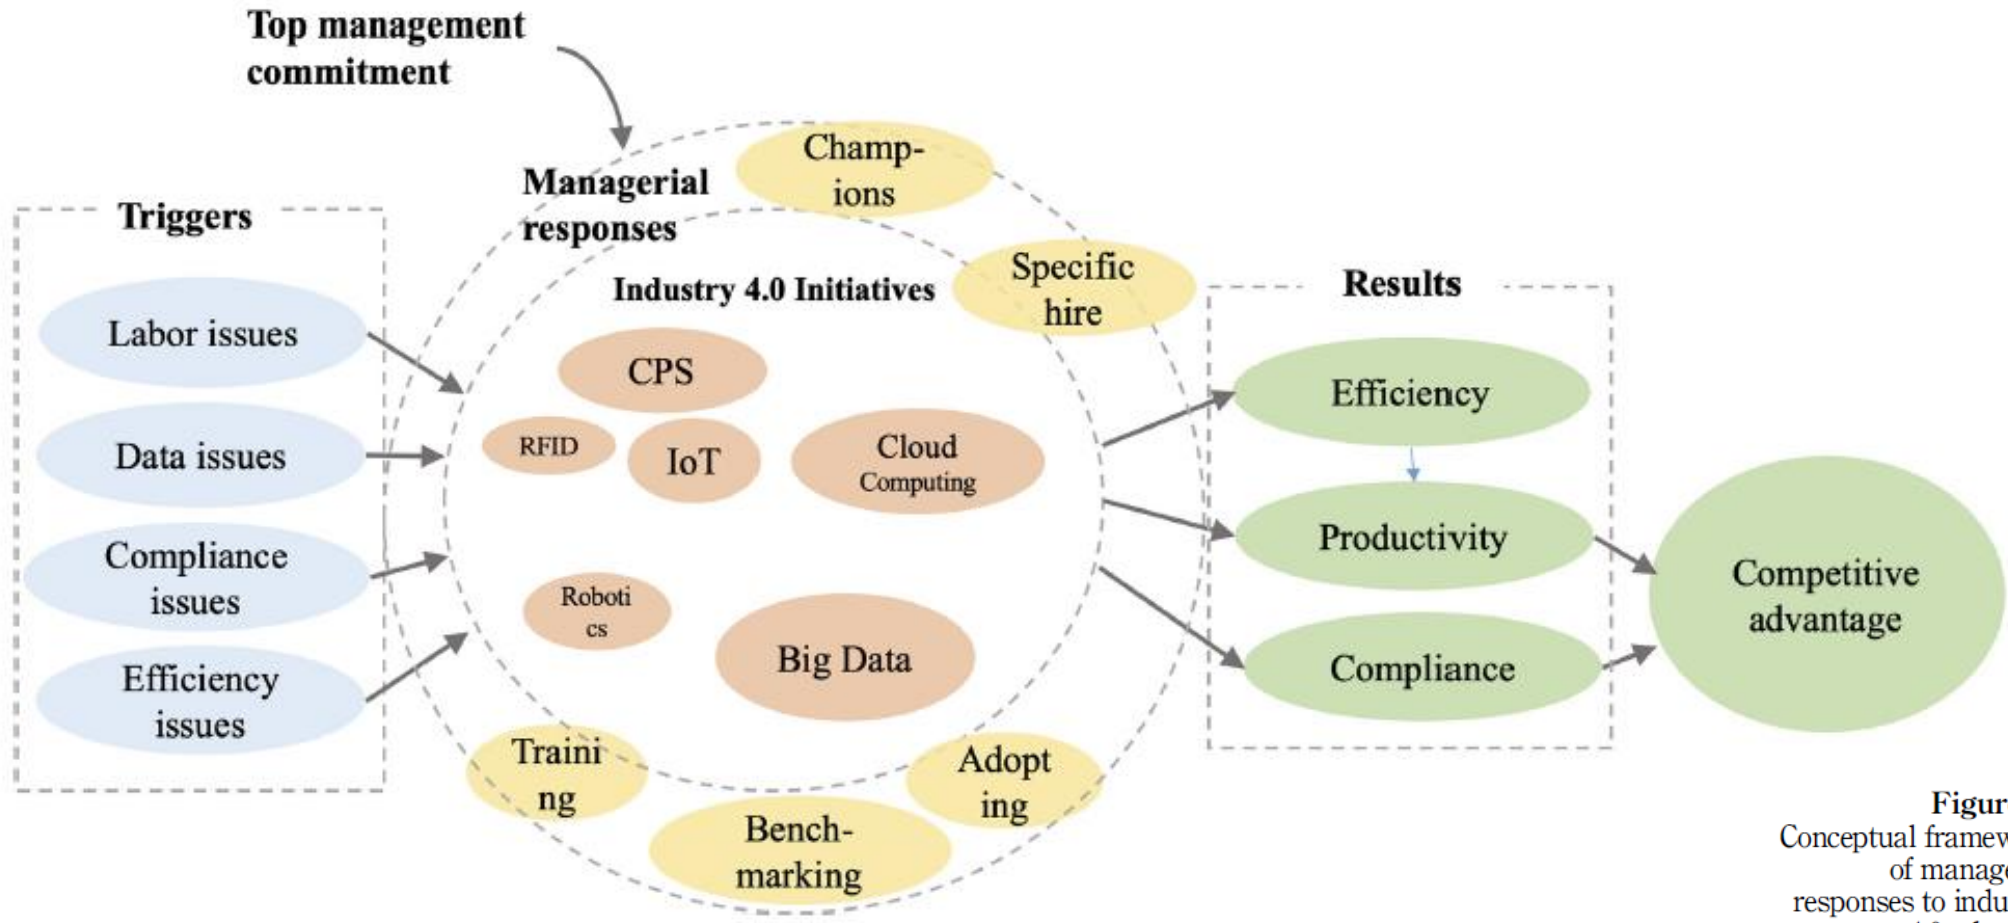 Top management
commitment
Managerial
responses
Champ-
ions
Specific
hire
Triggers
Labor issues
Data issues
Compliance
issues
Efficiency
issues
Industry 4.0 Initiatives
CPS
RFID
IoT
Cloud
Computing
Roboti
cs
Big Data
Traini
ng
Bench-
marking
Adopt
ing
Results
Efficiency
Productivity
Compliance
Competitive
advantage
Figur
Conceptual framew
of manage
responses to indu